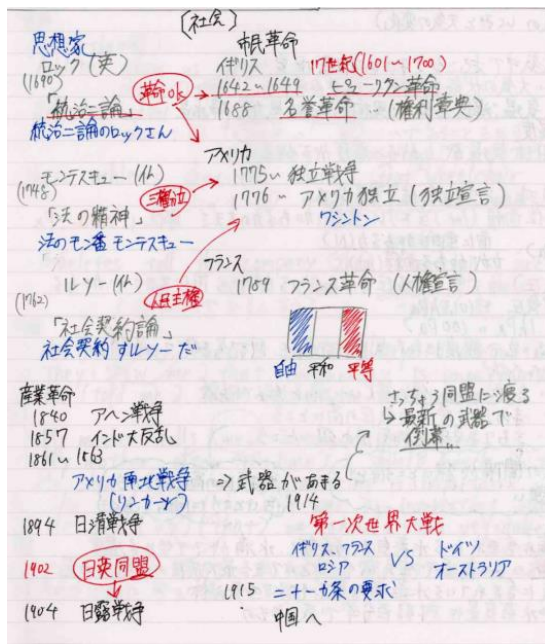 [社会]
思想家
市民革命
ロック (英)
(1690)
「統治二論」
統治二論のロックさん
革命ok
イギリス 17世紀(1601〜1700)
1642〜1649 ピューリタン革命
1688 名誉革命…(権利章典)
アメリカ
モンテスキュー (仏)
(1748)
三権分立
「法の精神」
法のモン番 モンテスキュー
1775〜独立戦争
1776〜アメリカ独立 (独立宣言)
ワシントン
フランス
ルソー (仏)
(1762)
人民主権
「社会契約論」
社会契約 するルソーだ
1789 フランス革命 (人権宣言)
自由 平和 平等
産業革命
1840 アヘン戦争
1857 インド大反乱
1861〜1863
アメリカ南北戦争
(リンカーン)
⇒武器があまる
さっちょう同盟に渡る
↳最新の武器で
倒幕…
1894 日清戦争
1902 日英同盟
1904 日露戦争
1914
第一次世界大戦
イギリス、フランス
ロシア
VS
ドイツ
オーストラリア
1915 二十一カ条の要求
中国へ